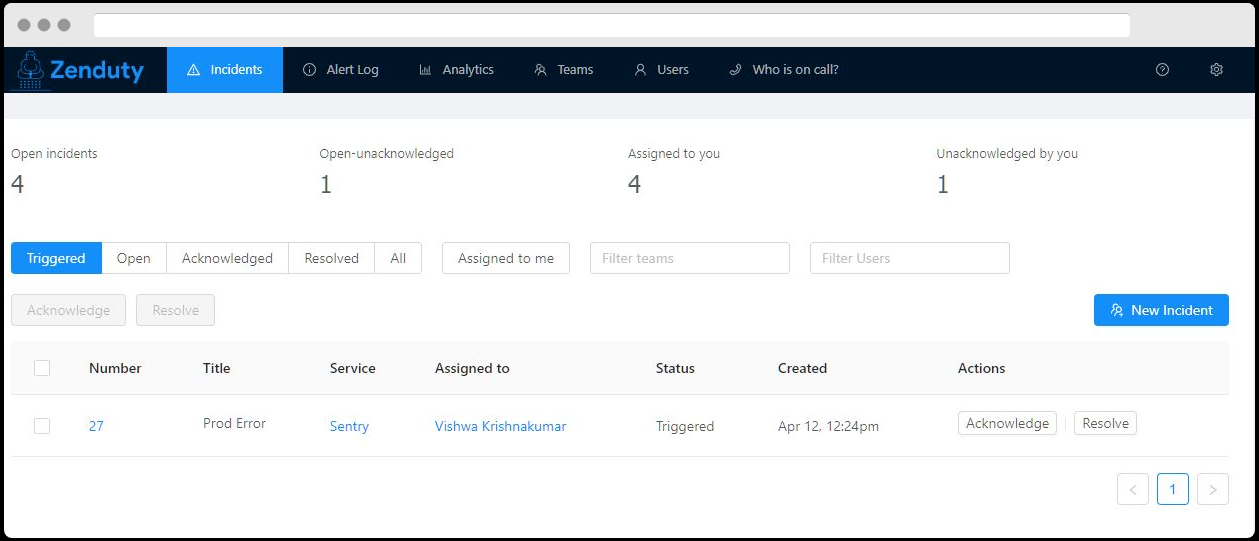 Zenduty Incidents Alert Log Analytics Teams Users Who is on call?
Open incidents Open-unacknowledged Assigned to you Unacknowledged by you
4 1 4 1
Triggered Open Acknowledged Resolved All Assigned to me Filter teams Filter Users
Acknowledge Resolve New Incident
Number Title Service Assigned to Status Created Actions
27 Prod Error Sentry Vishwa Krishnakumar Triggered Apr 12, 12:24pm Acknowledge Resolve
< 1 >